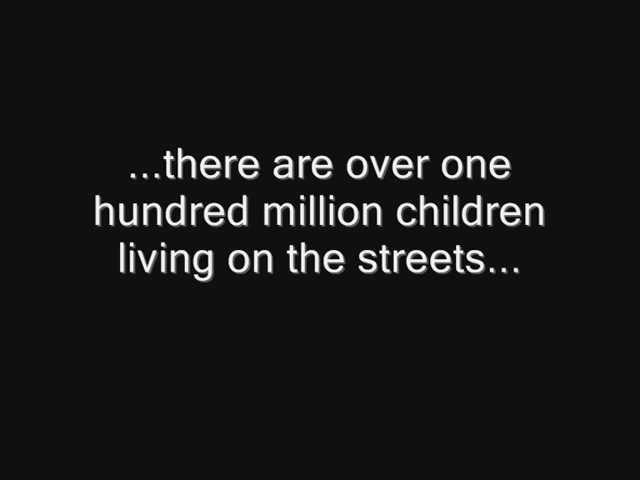 ...there are over one
hundred million children
living on the streets...